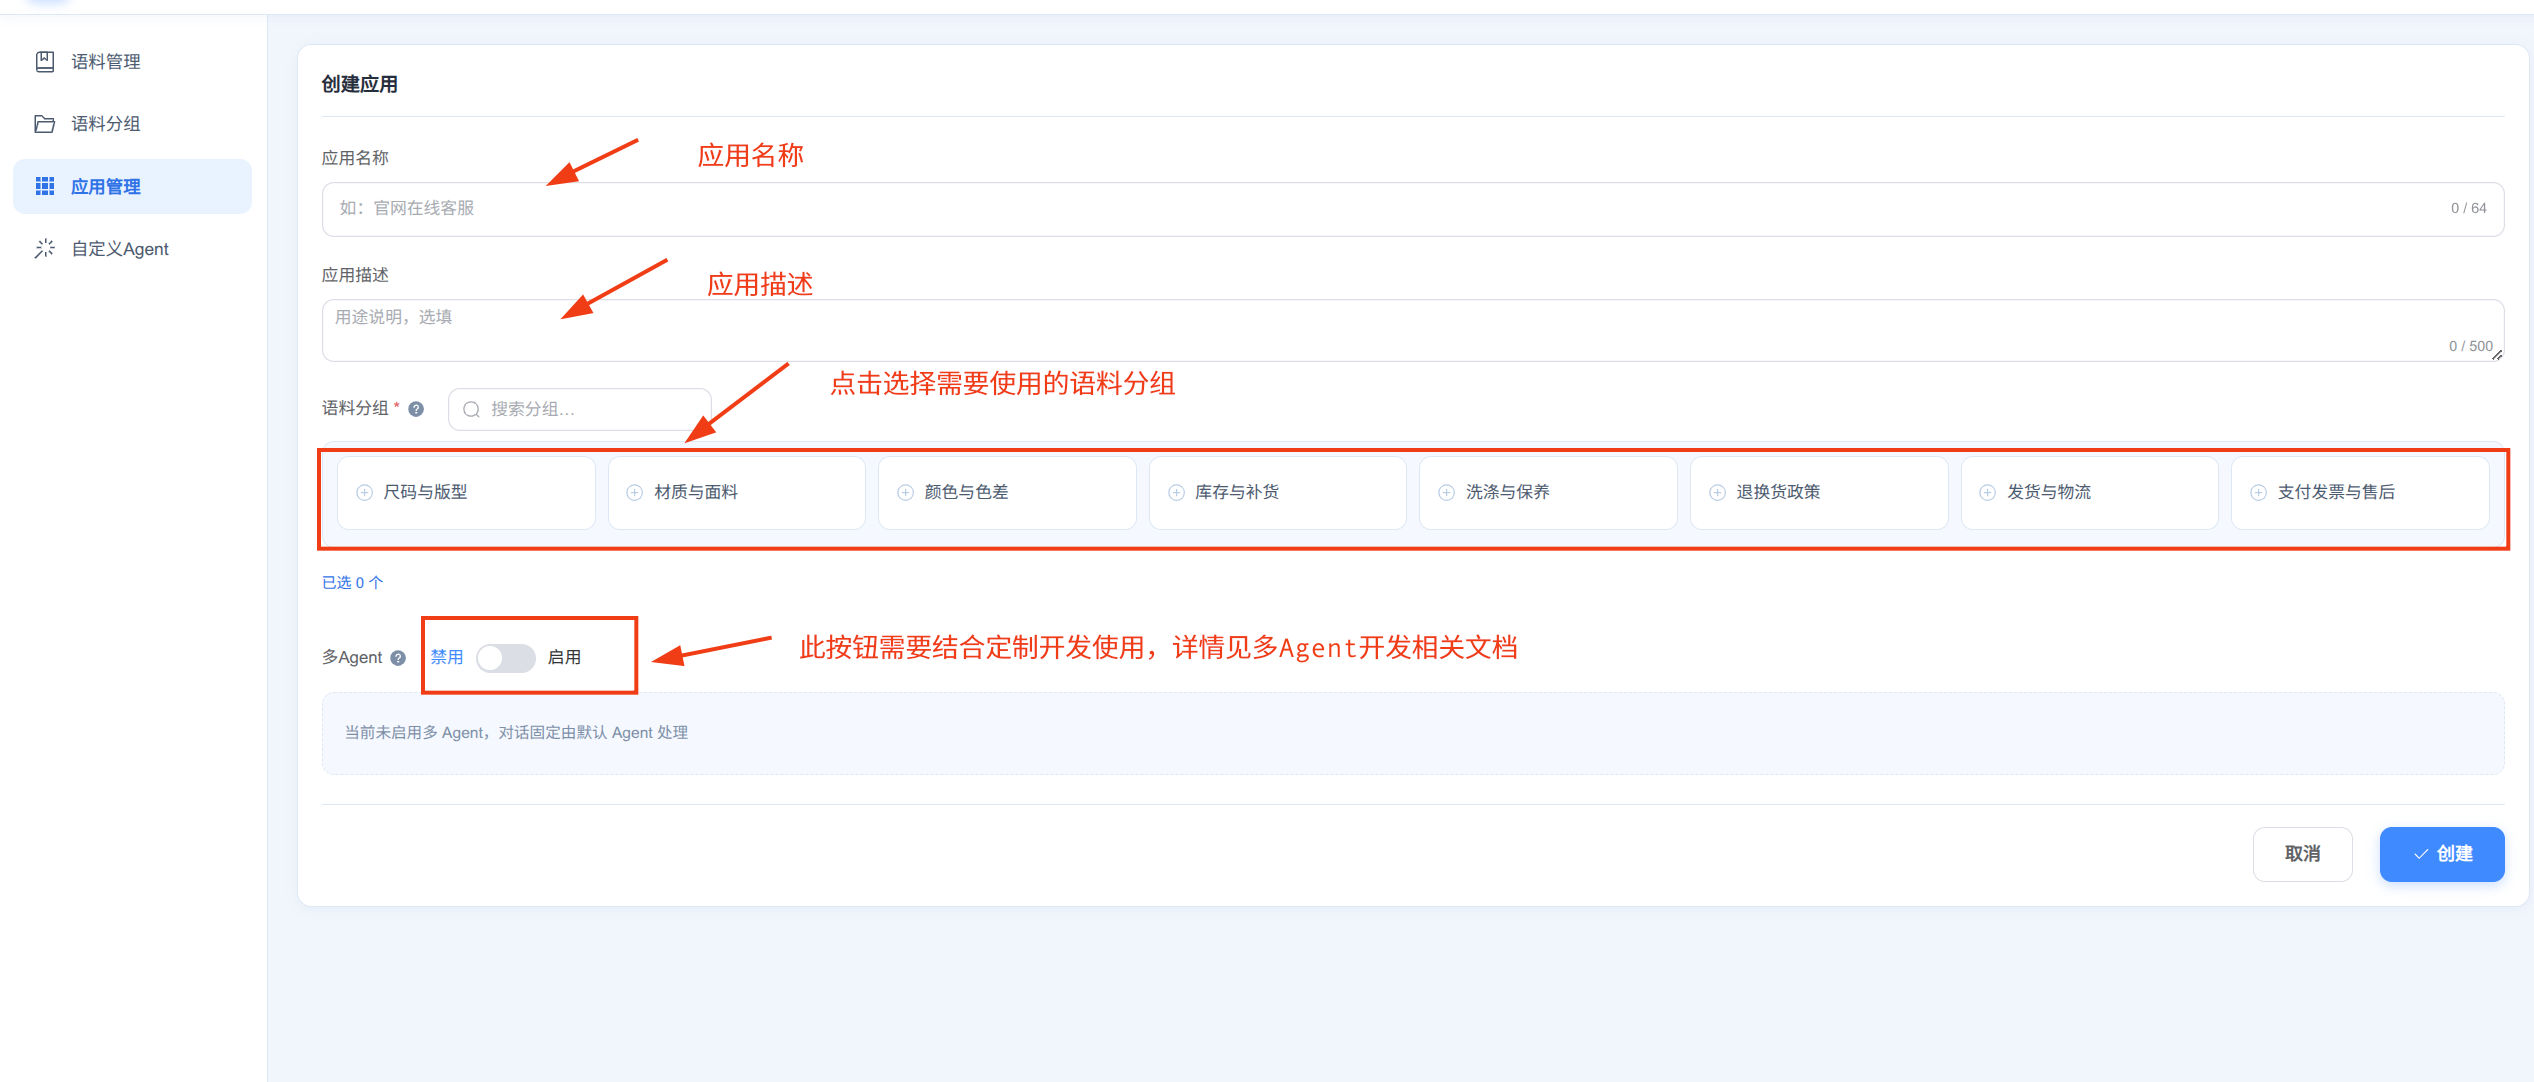 语料管理
语料分组
应用管理
自定义Agent
创建应用
应用名称
应用名称
如：官网在线客服
0 / 64
应用描述
应用描述
用途说明，选填
0 / 500
点击选择需要使用的语料分组
语料分组 * ?
搜索分组...
尺码与版型
材质与面料
颜色与色差
库存与补货
洗涤与保养
退换货政策
发货与物流
支付发票与售后
已选 0 个
多Agent ? 禁用 启用
此按钮需要结合定制开发使用，详情见多Agent开发相关文档
当前未启用多 Agent，对话固定由默认 Agent 处理
取消
创建